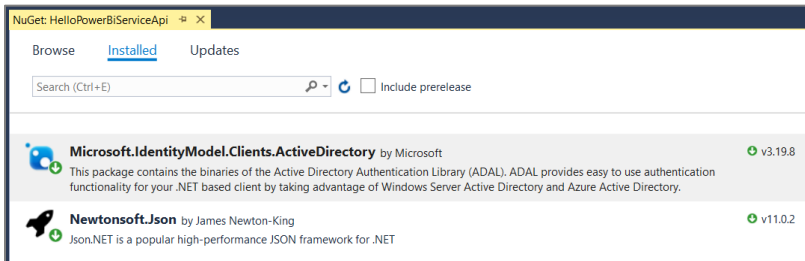 NuGet: HelloPowerBiServiceApi
Browse Installed Updates
Search (Ctrl+E) Include prerelease
Microsoft.IdentityModel.Clients.ActiveDirectory by Microsoft v3.19.8
This package contains the binaries of the Active Directory Authentication Library (ADAL). ADAL provides easy to use authentication
functionality for your .NET based client by taking advantage of Windows Server Active Directory and Azure Active Directory.
Newtonsoft.Json by James Newton-King v11.0.2
Json.NET is a popular high-performance JSON framework for .NET